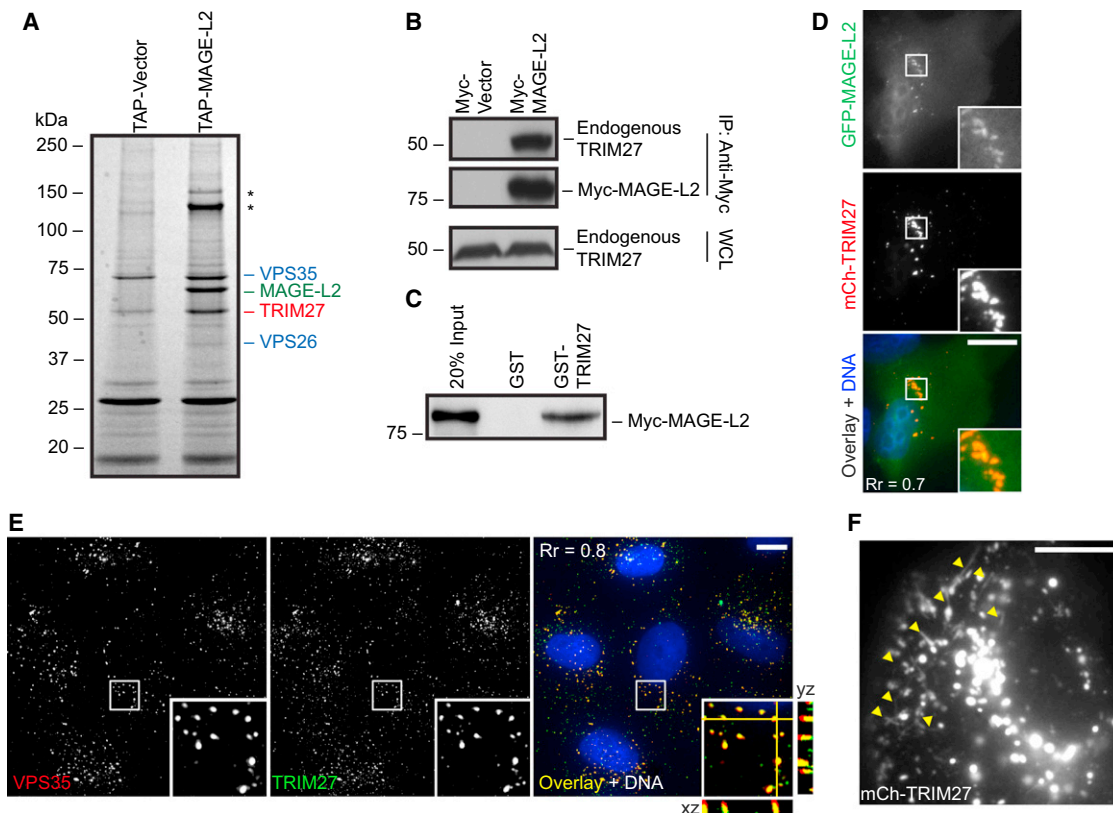 A
TAP-Vector
TAP-MAGE-L2
kDa
250 –
150 –
100 –
75 –
50 –
37 –
25 –
20 –
*
*
– VPS35
– MAGE-L2
– TRIM27
– VPS26
B
Myc-
Vector
Myc-
MAGE-L2
50 –
– Endogenous
TRIM27
75 –
– Myc-MAGE-L2
IP: Anti-Myc
50 –
– Endogenous
TRIM27
WCL
C
20% Input
GST
GST-
TRIM27
75 –
– Myc-MAGE-L2
D
GFP-MAGE-L2
mCh-TRIM27
Overlay + DNA
Rr = 0.7
E
VPS35
TRIM27
Rr = 0.8
Overlay + DNA
yz
xz
F
mCh-TRIM27